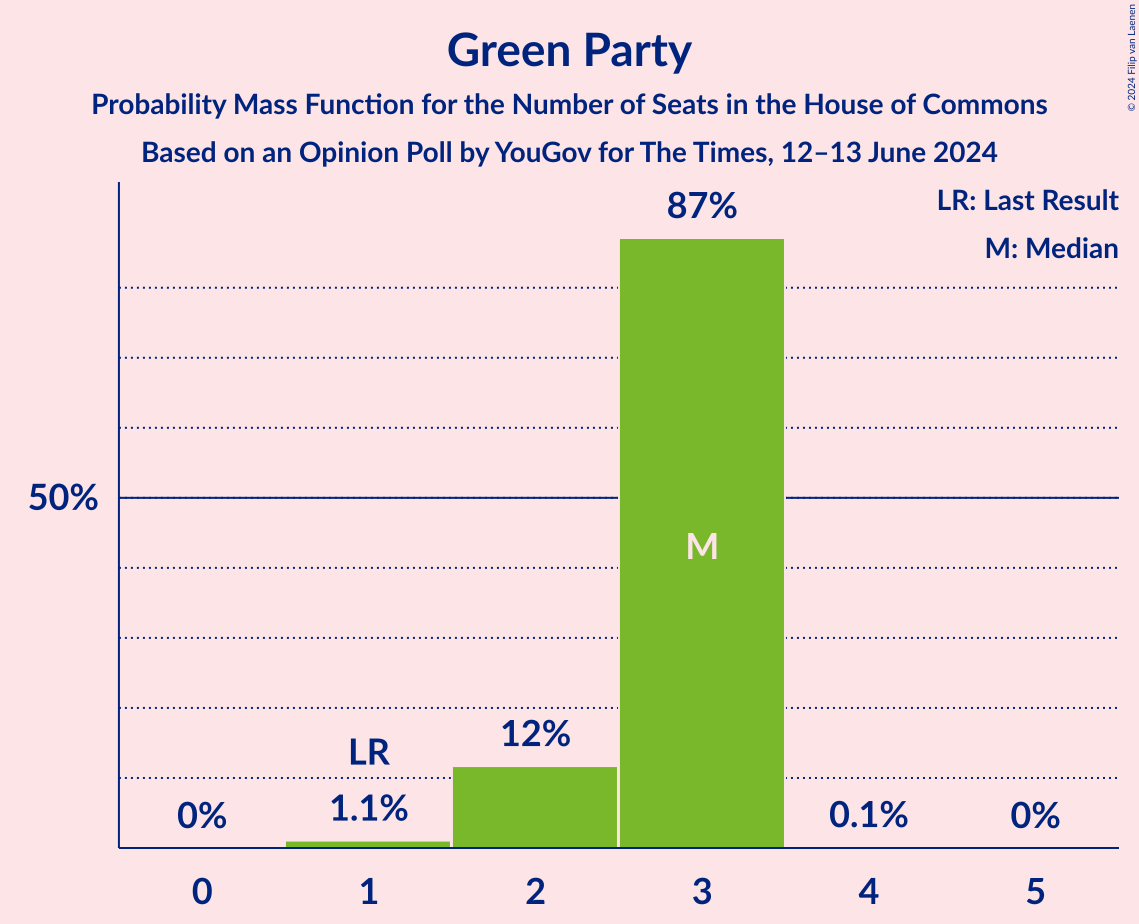 Green Party
Probability Mass Function for the Number of Seats in the House of Commons
Based on an Opinion Poll by YouGov for The Times, 12–13 June 2024
© 2024 Filip van Laenen
LR: Last Result
M: Median
87%
50%
M
12%
LR
0%
1.1%
0.1%
0%
0 1 2 3 4 5